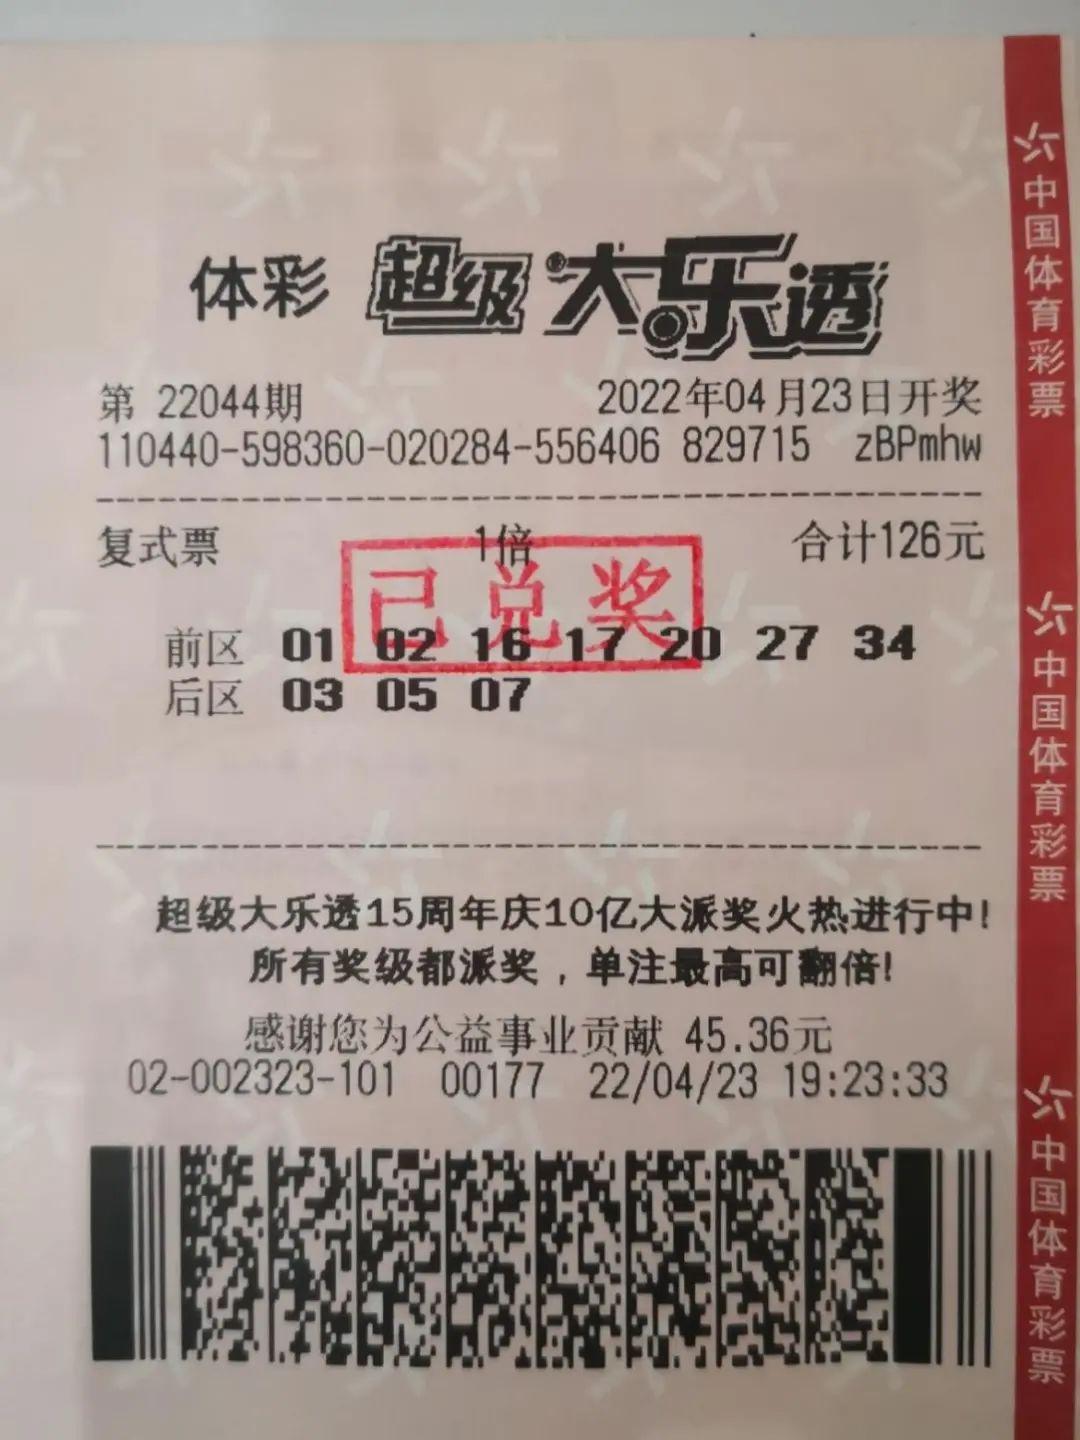 体彩 超级大乐透
第 22044期 2022年04月23日开奖
110440-598360-020284-556406 829715 zBPmhw
复式票 1倍 合计126元
已兑奖
前区 01 02 16 17 20 27 34
后区 03 05 07
超级大乐透15周年庆10亿大派奖火热进行中!
所有奖级都派奖，单注最高可翻倍!
感谢您为公益事业贡献 45.36元
02-002323-101 00177 22/04/23 19:23:33
中国体育彩票
中国体育彩票
中国体育彩票